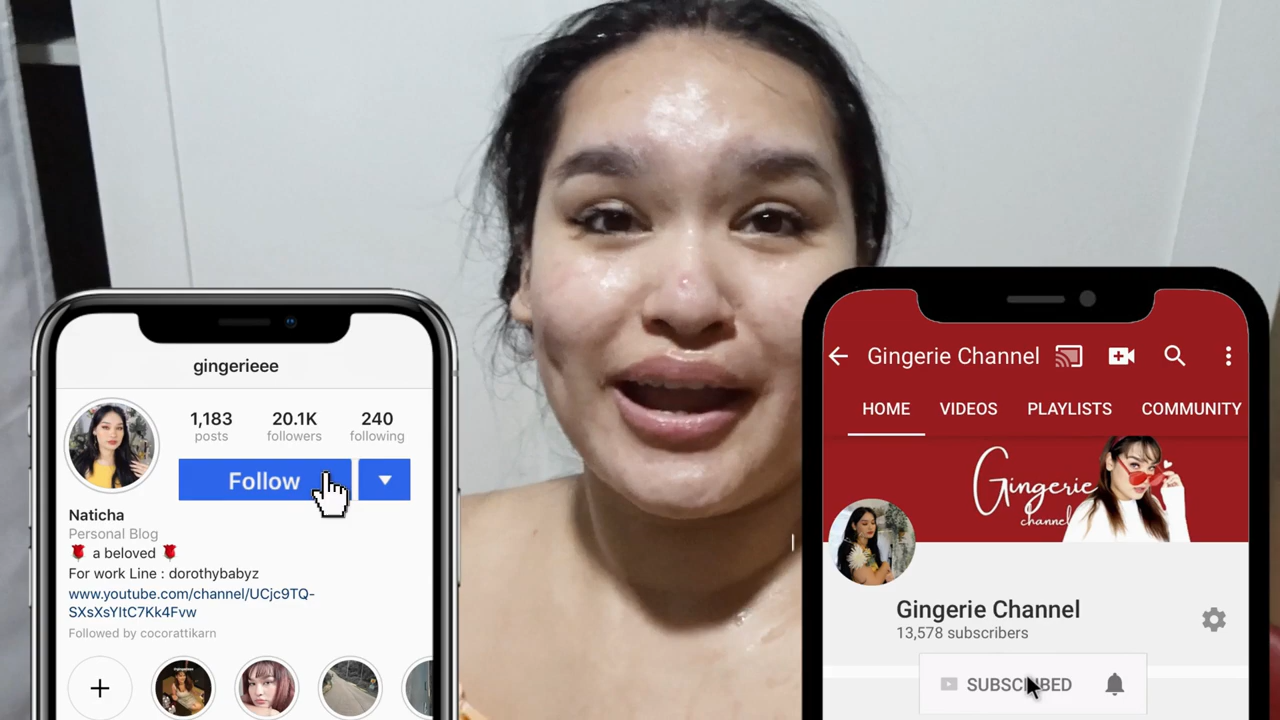 gingerieee
1,183 20.1K 240
posts followers following
Follow
Naticha
Personal Blog
🌹 a beloved 🌹
For work Line : dorothybabyz
www.youtube.com/channel/UCjc9TQ-
SXsXsYItC7Kk4Fvw
Followed by cocorattikarn
Gingerie Channel
HOME VIDEOS PLAYLISTS COMMUNITY
Gingerie
channel
Gingerie Channel
13,578 subscribers
SUBSCRIBED